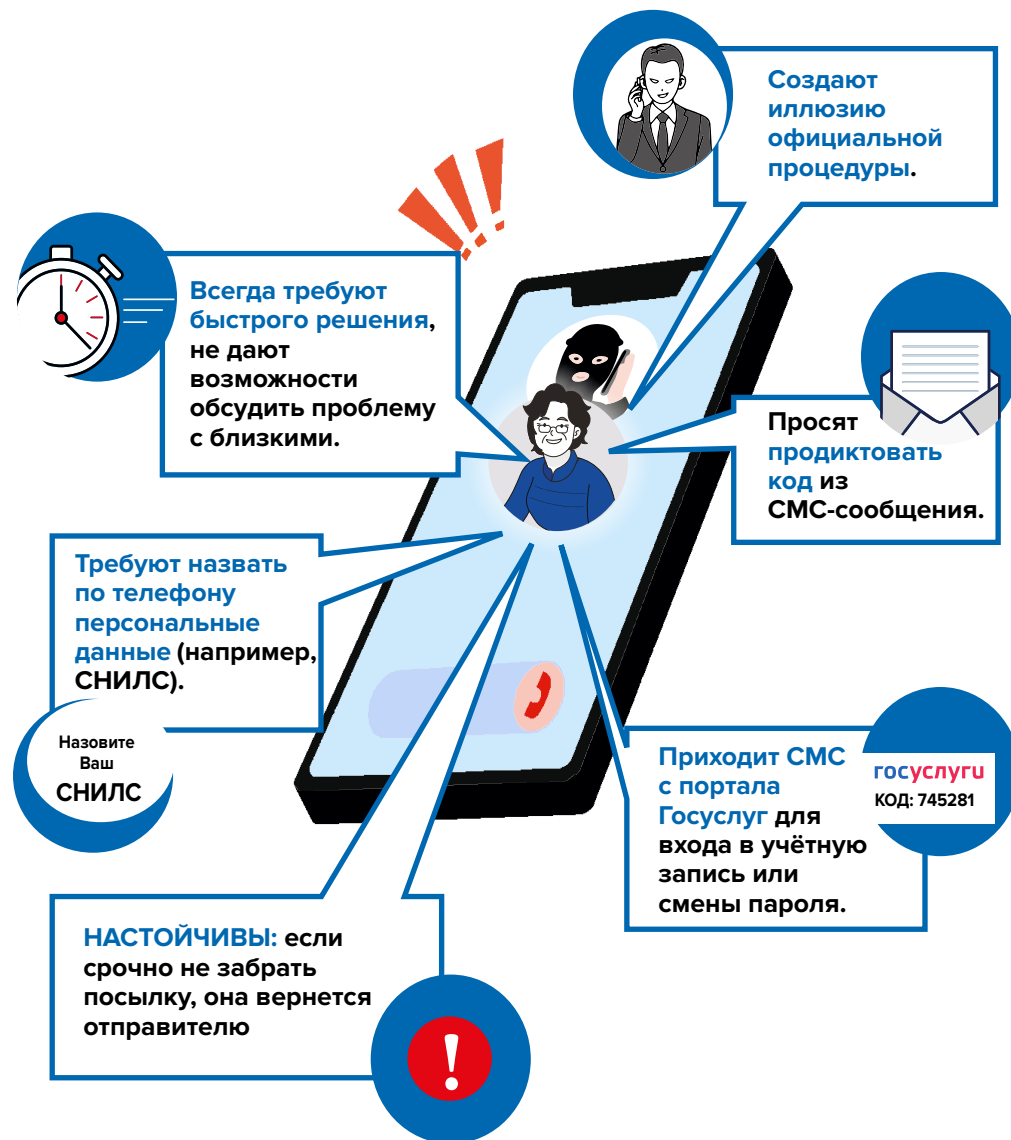 Создают
иллюзию
официальной
процедуры.
Всегда требуют
быстрого решения,
не дают
возможности
обсудить проблему
с близкими.
Просят
продиктовать
код из
СМС-сообщения.
Требуют назвать
по телефону
персональные
данные (например,
СНИЛС).
Назовите
Ваш
СНИЛС
Приходит СМС
с портала
Госуслуг для
входа в учётную
запись или
смены пароля.
госуслуги
КОД: 745281
НАСТОЙЧИВЫ: если
срочно не забрать
посылку, она вернется
отправителю
!